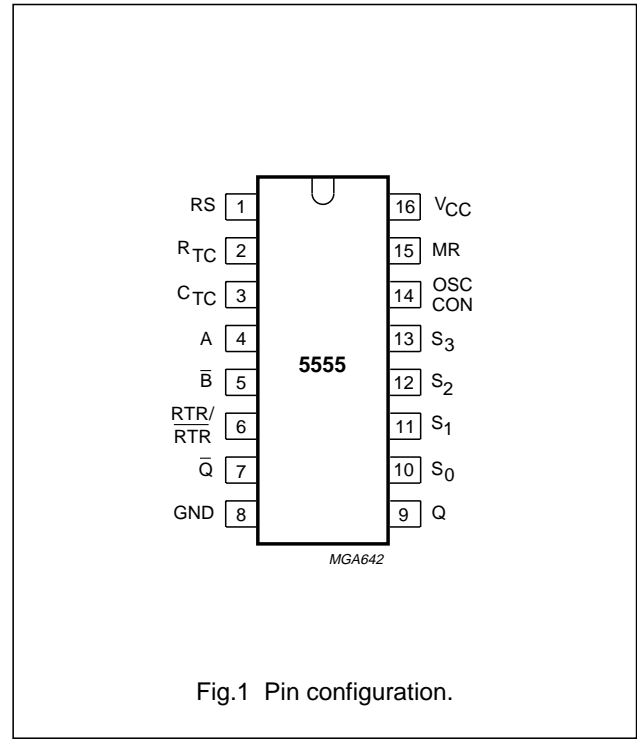 RS 1 16 VCC
RTC 2 15 MR
CTC 3 14 OSC CON
A 4 13 S3
B̅ 5 5555 12 S2
RTR/R̅T̅R̅ 6 11 S1
Q̅ 7 10 S0
GND 8 9 Q
MGA642
Fig.1 Pin configuration.